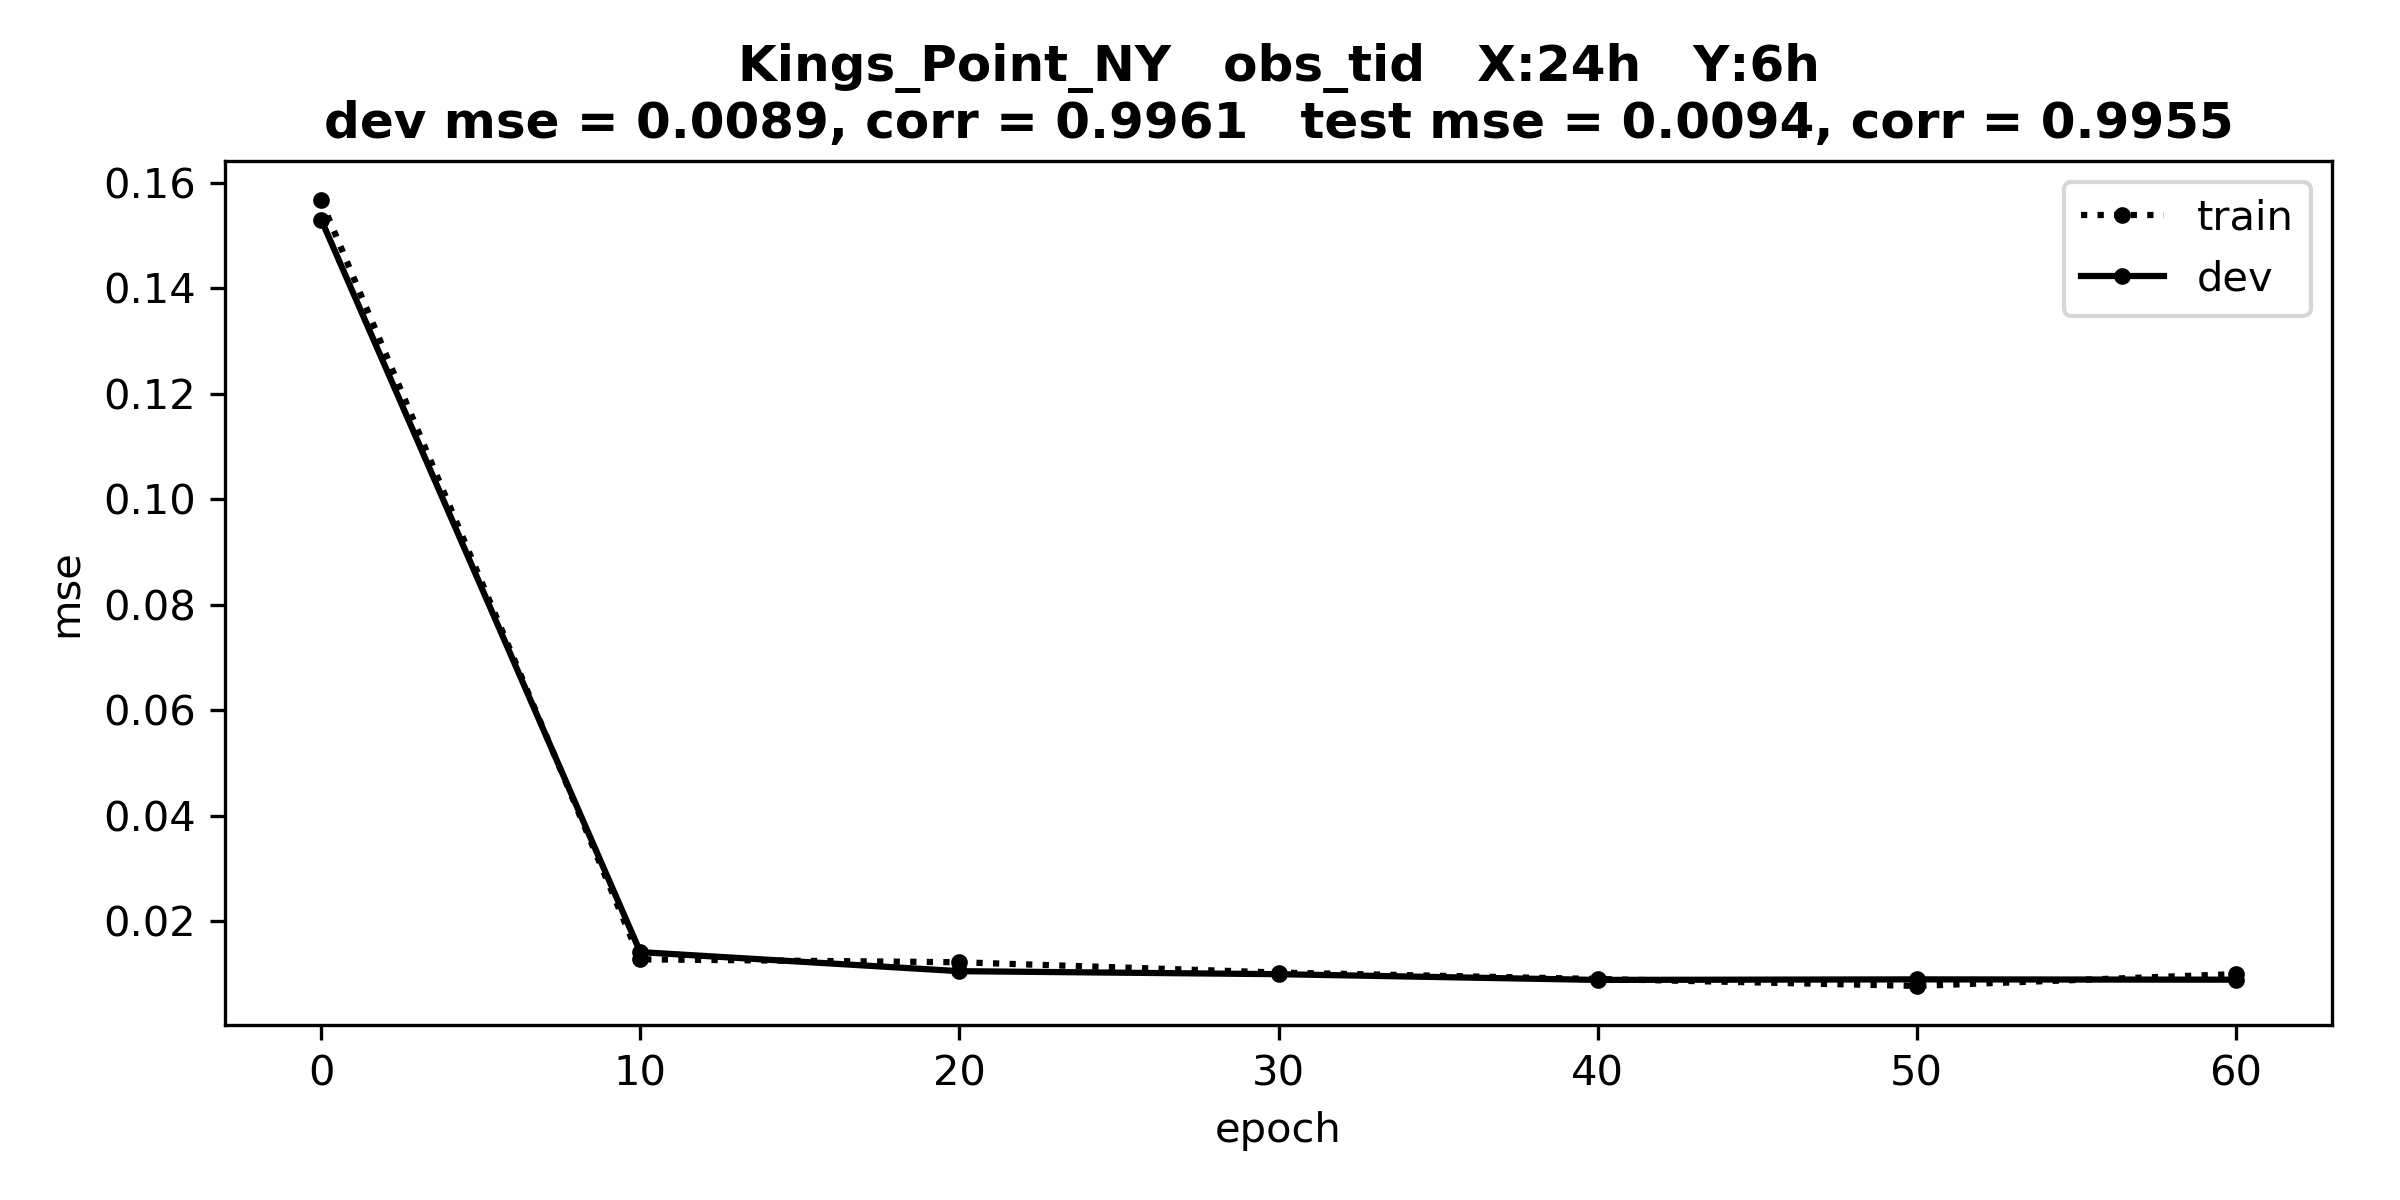 Kings_Point_NY   obs_tid   X:24h   Y:6h
dev mse = 0.0089, corr = 0.9961   test mse = 0.0094, corr = 0.9955
0.16
0.14
0.12
0.10
0.08
0.06
0.04
0.02
mse
train
dev
0 10 20 30 40 50 60
epoch